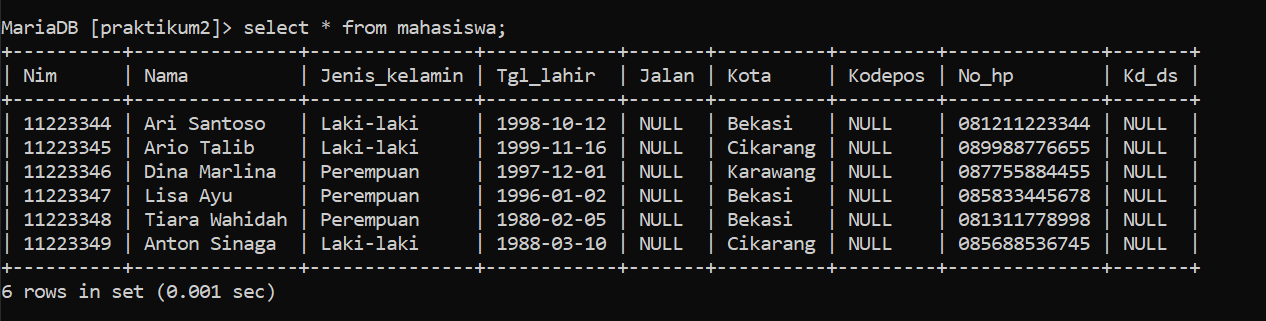 MariaDB [praktikum2]> select * from mahasiswa;
+----------+---------------+---------------+------------+-------+----------+---------+--------------+-------+
| Nim      | Nama          | Jenis_kelamin | Tgl_lahir  | Jalan | Kota     | Kodepos | No_hp        | Kd_ds |
+----------+---------------+---------------+------------+-------+----------+---------+--------------+-------+
| 11223344 | Ari Santoso   | Laki-laki     | 1998-10-12 | NULL  | Bekasi   | NULL    | 081211223344 | NULL  |
| 11223345 | Ario Talib    | Laki-laki     | 1999-11-16 | NULL  | Cikarang | NULL    | 089988776655 | NULL  |
| 11223346 | Dina Marlina  | Perempuan     | 1997-12-01 | NULL  | Karawang | NULL    | 087755884455 | NULL  |
| 11223347 | Lisa Ayu      | Perempuan     | 1996-01-02 | NULL  | Bekasi   | NULL    | 085833445678 | NULL  |
| 11223348 | Tiara Wahidah | Perempuan     | 1980-02-05 | NULL  | Bekasi   | NULL    | 081311778998 | NULL  |
| 11223349 | Anton Sinaga  | Laki-laki     | 1988-03-10 | NULL  | Cikarang | NULL    | 085688536745 | NULL  |
+----------+---------------+---------------+------------+-------+----------+---------+--------------+-------+
6 rows in set (0.001 sec)